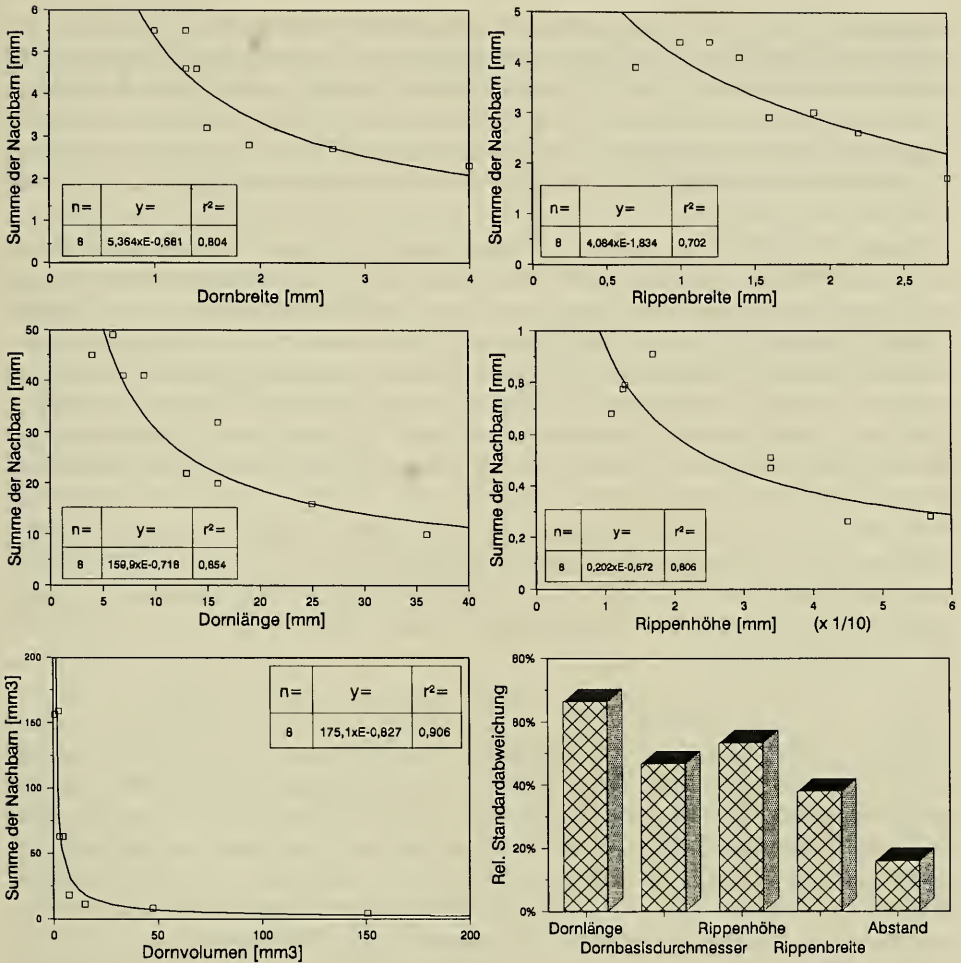 Summe der Nachbarn [mm]
6
5
4
3
2
1
0
n= y= r²=
8 5,364xE-0,681 0,804
0 1 2 3 4
Dornbreite [mm]
Summe der Nachbarn [mm]
5
4
3
2
1
0
n= y= r²=
8 4,084xE-1,834 0,702
0 0,5 1 1,5 2 2,5
Rippenbreite [mm]
Summe der Nachbarn [mm]
50
40
30
20
10
0
n= y= r²=
8 159,9xE-0,718 0,854
0 5 10 15 20 25 30 35 40
Dornlänge [mm]
Summe der Nachbarn [mm]
1
0,8
0,6
0,4
0,2
0
n= y= r²=
8 0,202xE-0,672 0,806
0 1 2 3 4 5 6
Rippenhöhe [mm] (x 1/10)
Summe der Nachbarn [mm3]
200
150
100
50
0
n= y= r²=
8 175,1xE-0,827 0,906
0 50 100 150 200
Dornvolumen [mm3]
Rel. Standardabweichung
80%
60%
40%
20%
0%
Dornlänge Rippenhöhe Abstand
Dornbasisdurchmesser Rippenbreite